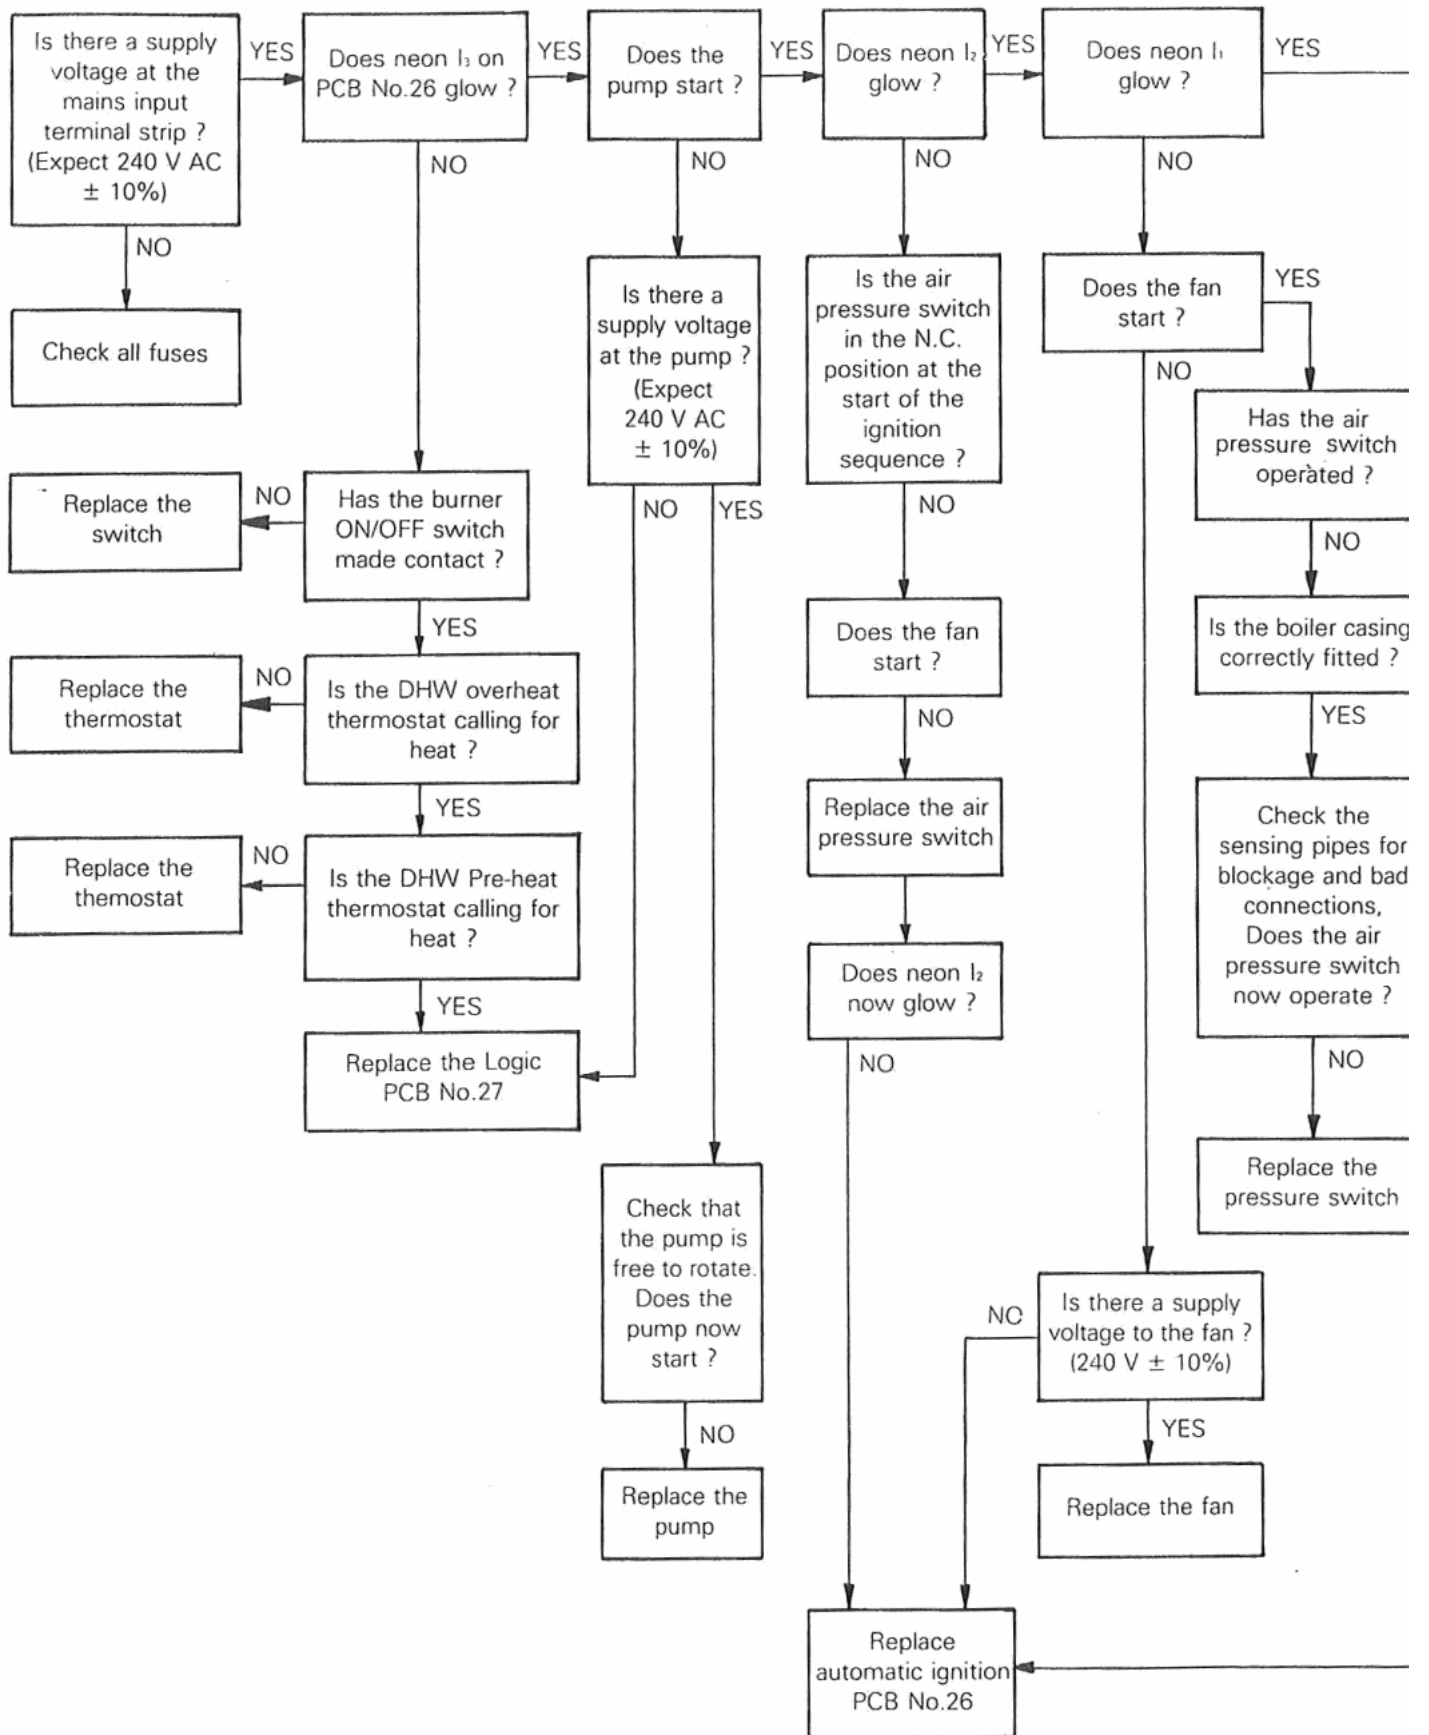 Is there a supply
voltage at the
mains input
terminal strip ?
(Expect 240 V AC
± 10%)
YES
Does neon I₃ on
PCB No.26 glow ?
YES
Does the
pump start ?
YES
Does neon I₂
glow ?
YES
Does neon I₁
glow ?
YES
NO
NO
NO
NO
NO
Check all fuses
Is there a
supply voltage
at the pump ?
(Expect
240 V AC
± 10%)
Is the air
pressure switch
in the N.C.
position at the
start of the
ignition
sequence ?
Does the fan
start ?
YES
NO
Has the air
pressure switch
operated ?
Replace the
switch
NO
Has the burner
ON/OFF switch
made contact ?
NO
YES
NO
NO
YES
Does the fan
start ?
Is the boiler casing
correctly fitted ?
Replace the
thermostat
NO
Is the DHW overheat
thermostat calling for
heat ?
NO
YES
YES
Replace the air
pressure switch
Check the
sensing pipes for
blockage and bad
connections,
Does the air
pressure switch
now operate ?
Replace the
themostat
NO
Is the DHW Pre-heat
thermostat calling for
heat ?
YES
Does neon I₂
now glow ?
Replace the Logic
PCB No.27
NO
NO
Check that
the pump is
free to rotate.
Does the
pump now
start ?
Replace the
pressure switch
NO
Is there a supply
voltage to the fan ?
(240 V ± 10%)
NO
YES
Replace the
pump
Replace the fan
Replace
automatic ignition
PCB No.26